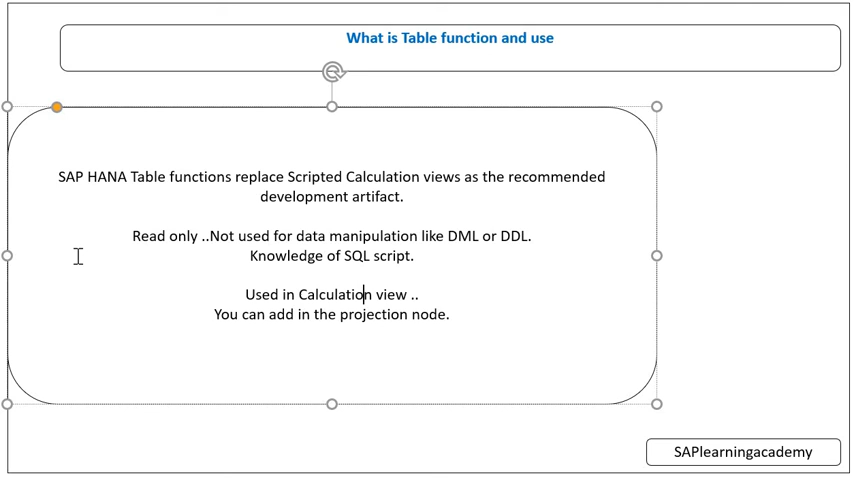 What is Table function and use
SAP HANA Table functions replace Scripted Calculation views as the recommended
development artifact.
Read only ..Not used for data manipulation like DML or DDL.
Knowledge of SQL script.
Used in Calculation view ..
You can add in the projection node.
SAPlearningacademy